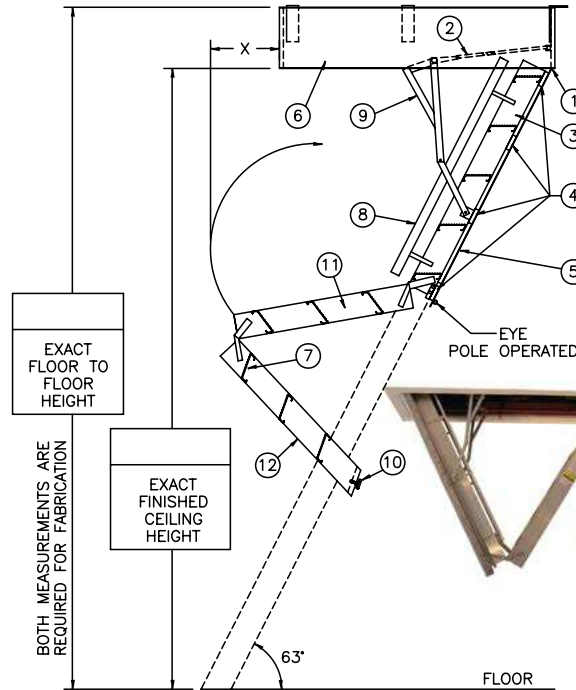 X
2
6
9
1
3
4
8
5
11
EYE
POLE OPERATED
EXACT
FLOOR TO
FLOOR
HEIGHT
7
12
10
EXACT
FINISHED
CEILING
HEIGHT
BOTH MEASUREMENTS ARE
REQUIRED FOR FABRICATION
63°
FLOOR